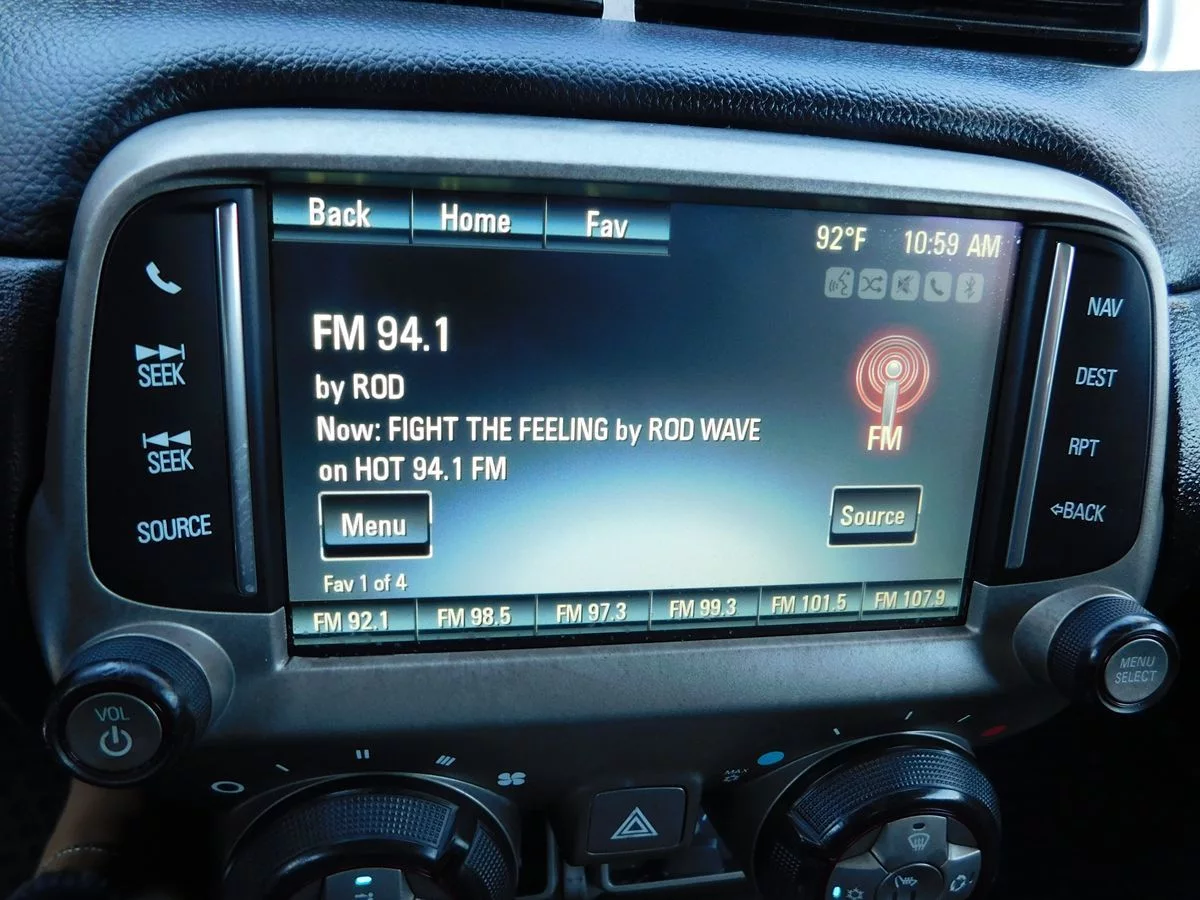 Back Home Fav
92°F 10:59 AM
FM 94.1
by ROD
Now: FIGHT THE FEELING by ROD WAVE
on HOT 94.1 FM
FM
Menu
Source
Fav 1 of 4
FM 92.1 FM 98.5 FM 97.3 FM 99.3 FM 101.5 FM 107.9
SEEK
SEEK
SOURCE
NAV
DEST
RPT
BACK
VOL
MENU
SELECT
MAX